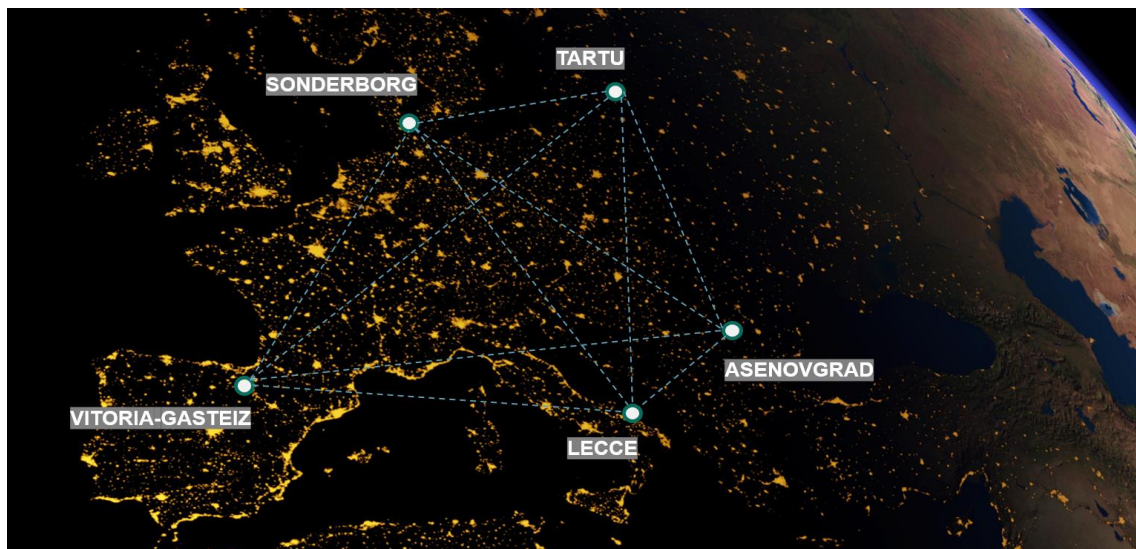 TARTU
SONDERBORG
ASENOVGRAD
VITORIA-GASTEIZ
LECCE